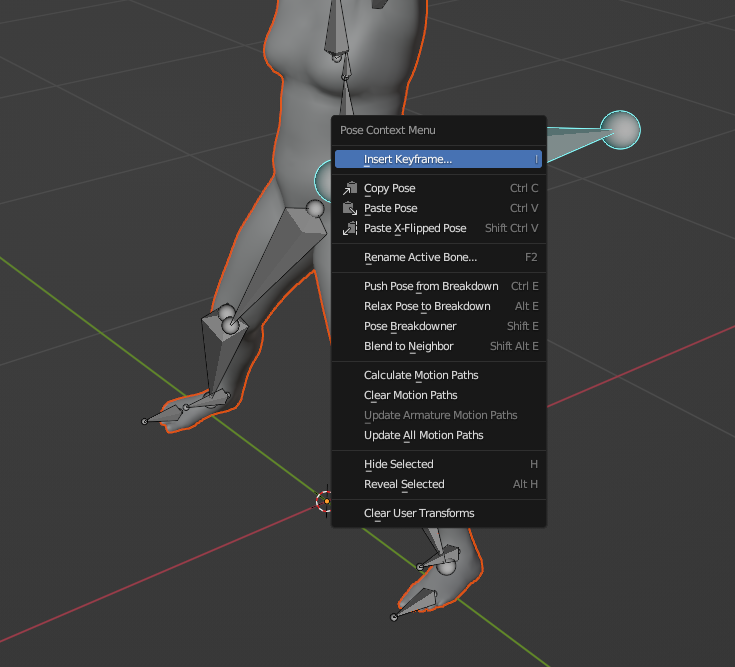 Pose Context Menu
Insert Keyframe... I
Copy Pose Ctrl C
Paste Pose Ctrl V
Paste X-Flipped Pose Shift Ctrl V
Rename Active Bone... F2
Push Pose from Breakdown Ctrl E
Relax Pose to Breakdown Alt E
Pose Breakdowner Shift E
Blend to Neighbor Shift Alt E
Calculate Motion Paths
Clear Motion Paths
Update Armature Motion Paths
Update All Motion Paths
Hide Selected H
Reveal Selected Alt H
Clear User Transforms